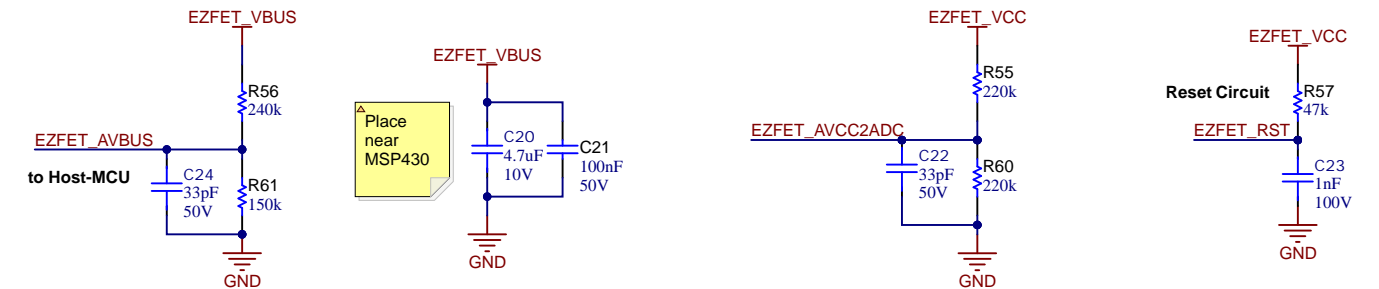 EZFET_VBUS
R56
240k
EZFET_AVBUS
to Host-MCU
C24
33pF
50V
R61
150k
GND
Place
near
MSP430
EZFET_VBUS
C20
4.7uF
10V
C21
100nF
50V
GND
EZFET_VCC
R55
220k
EZFET_AVCC2ADC
C22
33pF
50V
R60
220k
GND
EZFET_VCC
Reset Circuit
R57
47k
EZFET_RST
C23
1nF
100V
GND